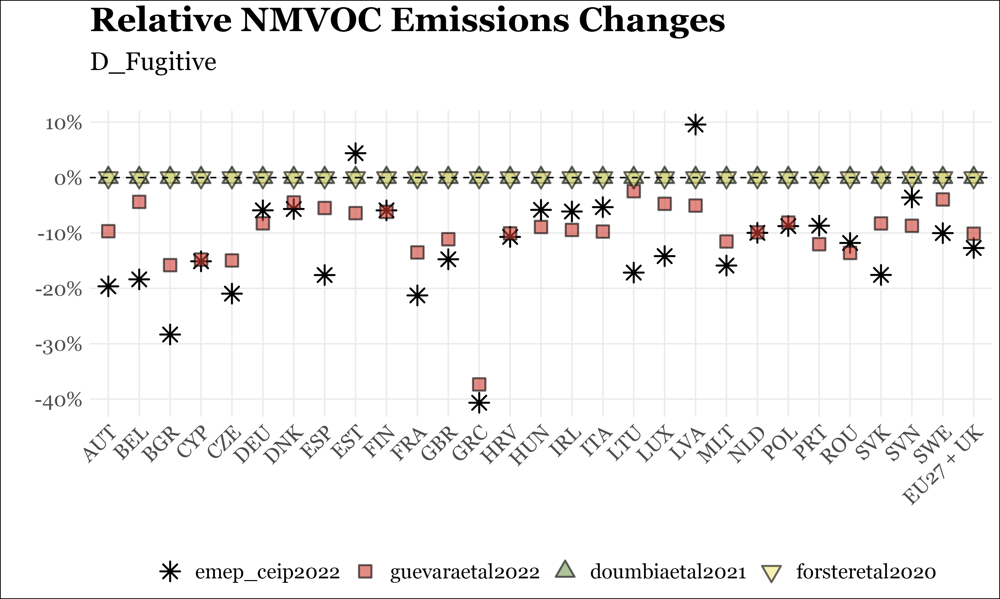 Relative NMVOC Emissions Changes
D_Fugitive
10%
0%
-10%
-20%
-30%
-40%
AUT BEL BGR CYP CZE DEU DNK ESP EST FIN FRA GBR GRC HRV HUN IRL ITA LTU LUX LVA MLT NLD POL PRT ROU SVK SVN SWE EU27 + UK
emep_ceip2022 guevaraetal2022 doumbiaetal2021 forsteretal2020